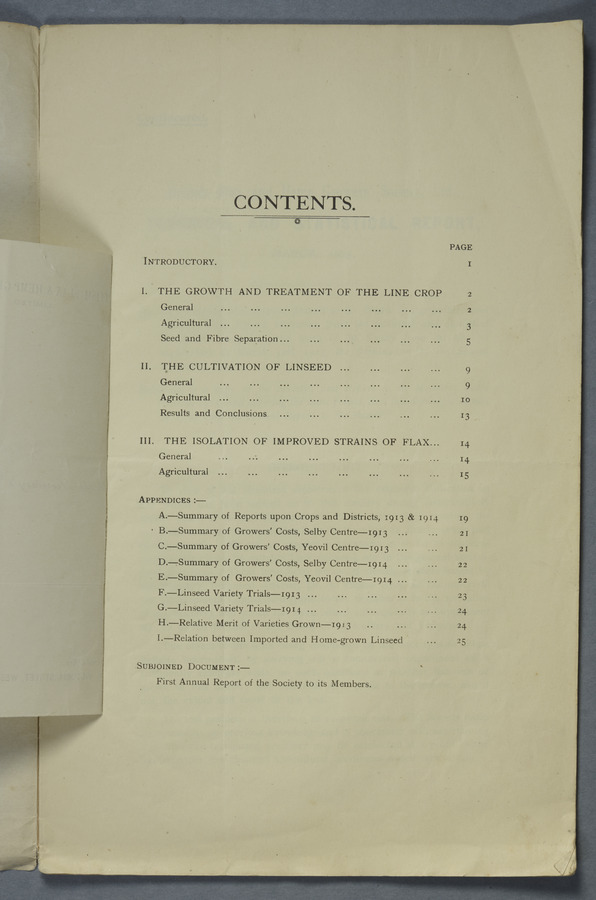 CONTENTS.
PAGE
INTRODUCTORY. 1
I. THE GROWTH AND TREATMENT OF THE LINE CROP 2
General ... ... ... ... ... ... ... ... 2
Agricultural ... ... ... ... ... ... ... ... 3
Seed and Fibre Separation... ... ... ... ... ... 5
II. THE CULTIVATION OF LINSEED ... ... ... ... 9
General ... ... ... ... ... ... ... ... 9
Agricultural ... ... ... ... ... ... ... ... 10
Results and Conclusions ... ... ... ... ... ... 13
III. THE ISOLATION OF IMPROVED STRAINS OF FLAX... 14
General ... ... ... ... ... ... ... ... 14
Agricultural ... ... ... ... ... ... ... ... 15
APPENDICES :—
A.—Summary of Reports upon Crops and Districts, 1913 & 1914 19
B.—Summary of Growers' Costs, Selby Centre—1913 ... ... 21
C.—Summary of Growers' Costs, Yeovil Centre—1913 ... ... 21
D.—Summary of Growers' Costs, Selby Centre—1914 ... ... 22
E.—Summary of Growers' Costs, Yeovil Centre—1914 ... ... 22
F.—Linseed Variety Trials—1913 ... ... ... ... ... 23
G.—Linseed Variety Trials—1914 ... ... ... ... ... 24
H.—Relative Merit of Varieties Grown—1913 .. ... ... 24
I.—Relation between Imported and Home-grown Linseed ... 25
SUBJOINED DOCUMENT :—
First Annual Report of the Society to its Members.